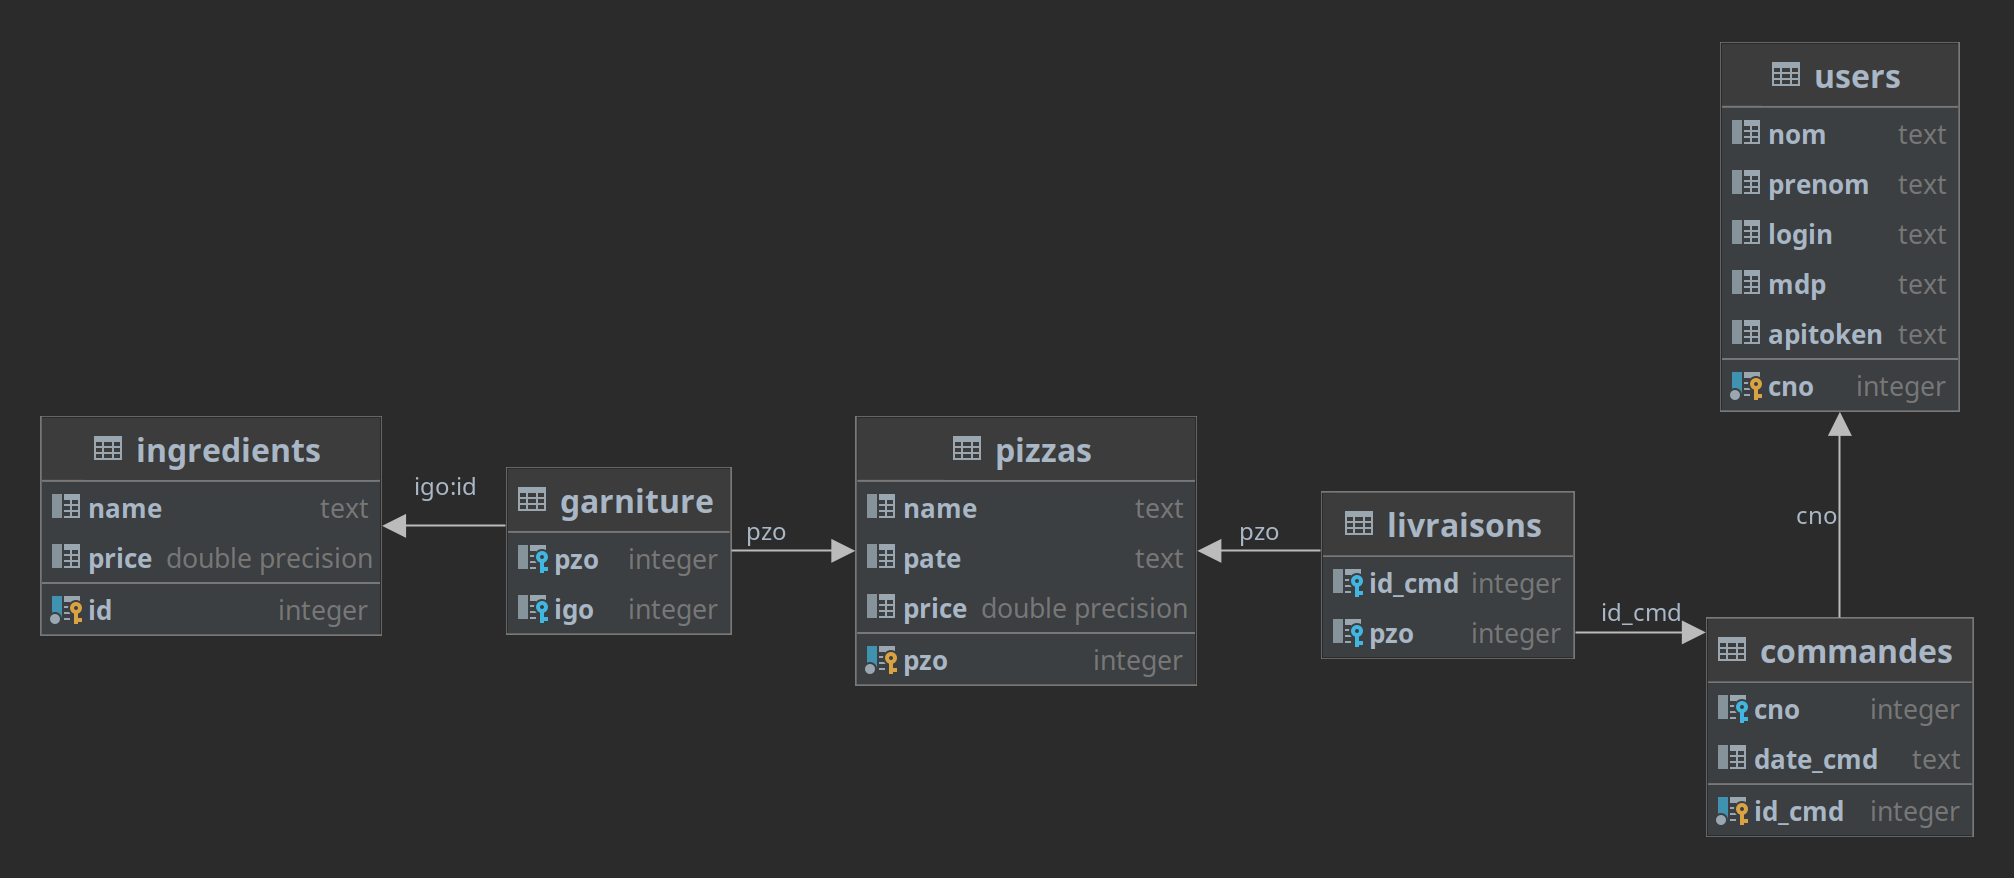 users
nom text
prenom text
login text
mdp text
apitoken text
cno integer
ingredients
name text
price double precision
id integer
igo:id
garniture
pzo integer
igo integer
pzo
pizzas
name text
pate text
price double precision
pzo integer
pzo
livraisons
id_cmd integer
pzo integer
id_cmd
cno
commandes
cno integer
date_cmd text
id_cmd integer